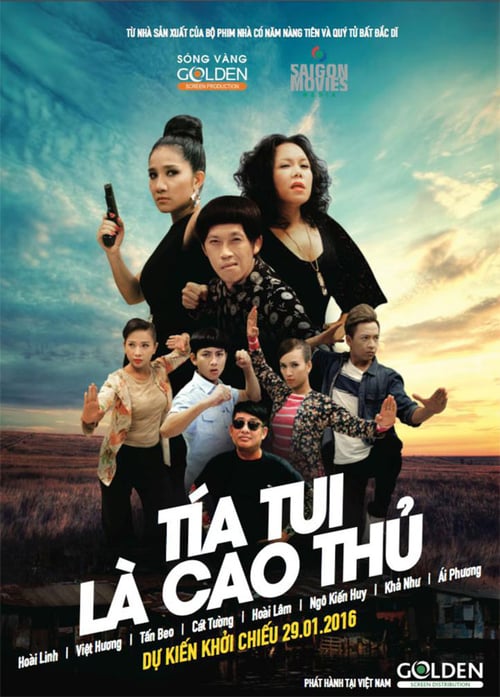 TỪ NHÀ SẢN XUẤT CỦA BỘ PHIM NHÀ CÓ NĂM NÀNG TIÊN VÀ QUÝ TỬ BẤT ĐẮC DĨ
SÓNG VÀNG
GOLDEN
SCREEN PRODUCTION
SAIGON
MOVIES
MEDIA
TÍA TUI
LÀ CAO THỦ
Hoài Linh | Việt Hương | Tấn Beo | Cát Tường | Hoài Lâm | Ngô Kiến Huy | Khả Như | Ái Phương
DỰ KIẾN KHỞI CHIẾU 29.01.2016
PHÁT HÀNH TẠI VIỆT NAM
GOLDEN
SCREEN DISTRIBUTION